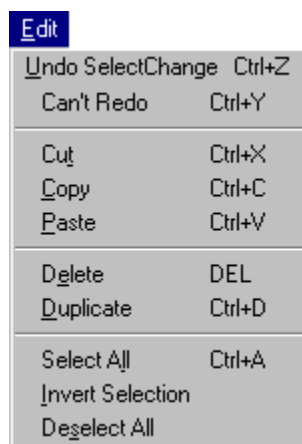 Edit
Undo SelectChange Ctrl+Z
Can't Redo Ctrl+Y
Cut Ctrl+X
Copy Ctrl+C
Paste Ctrl+V
Delete DEL
Duplicate Ctrl+D
Select All Ctrl+A
Invert Selection
Deselect All